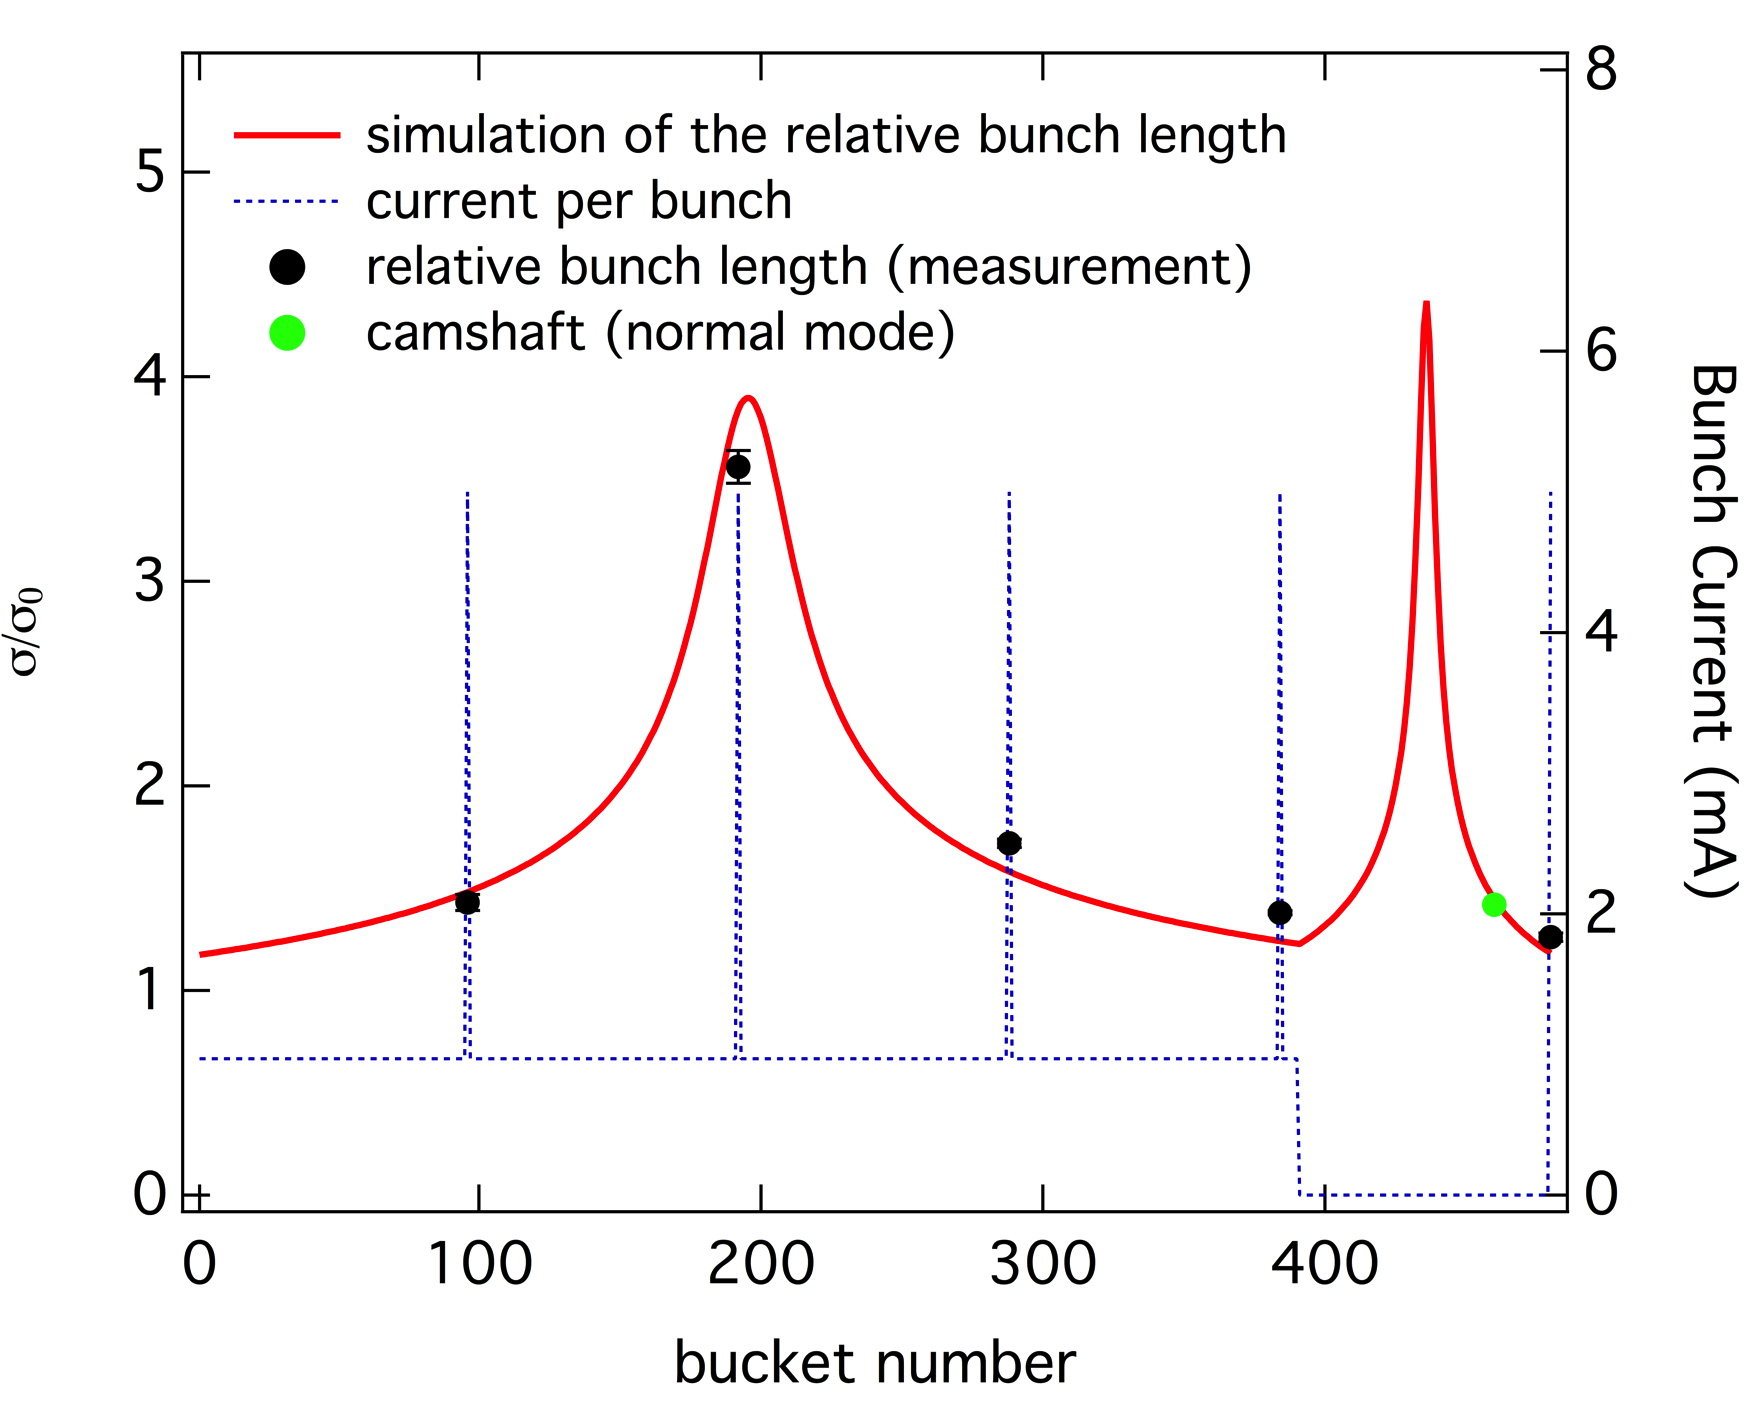 simulation of the relative bunch length
current per bunch
relative bunch length (measurement)
camshaft (normal mode)
5
4
3
2
1
0
σ/σ0
8
6
4
2
0
Bunch Current (mA)
0 100 200 300 400
bucket number